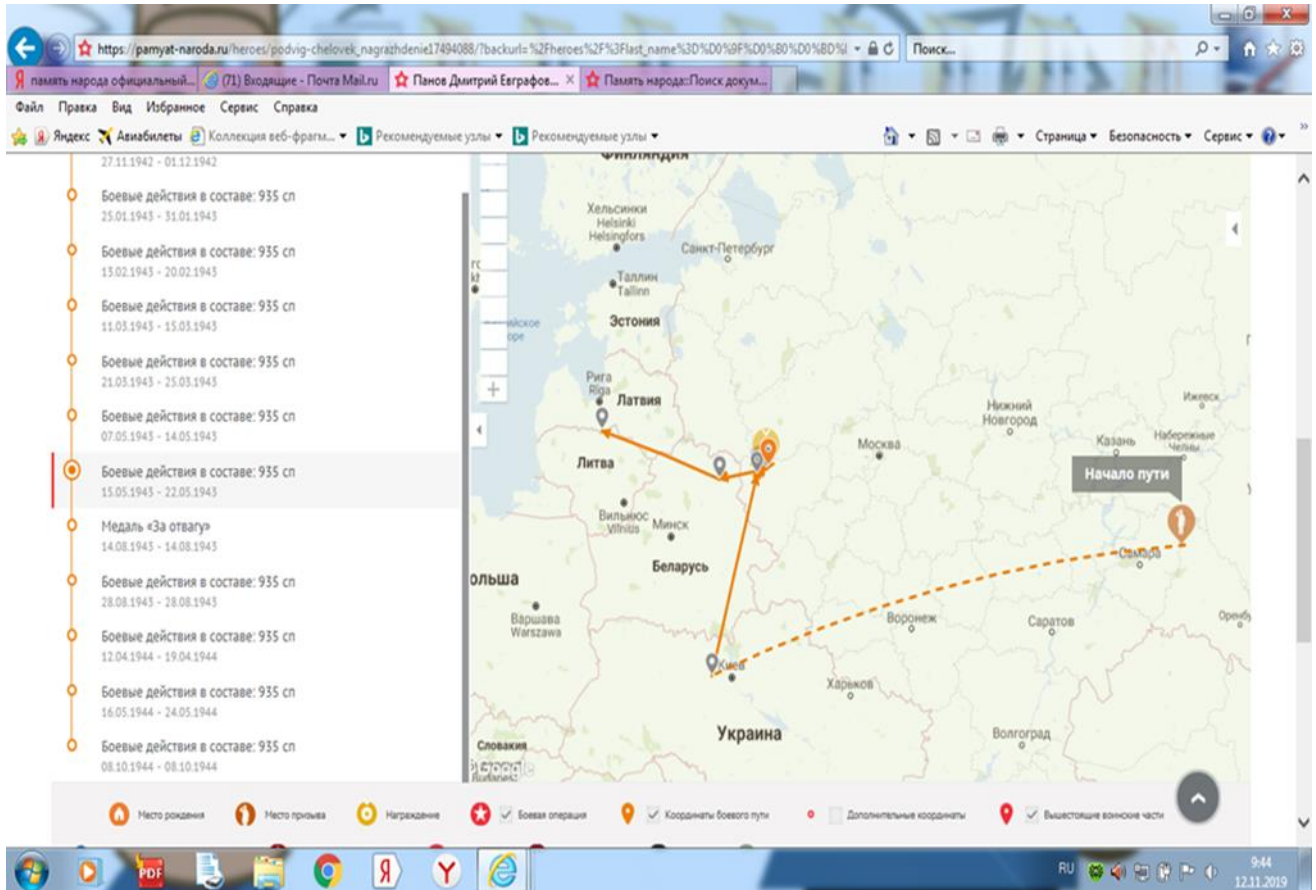 https://pamyat-naroda.ru/heroes/podvig-chelovek_nagrazhdenie17494088/?backurl=%2Fheroes%2F%3Flast_name%3D%D0%9F%D0%B0%D0%BD%
Поиск...
память народа официальный...
(71) Входящие - Почта Mail.ru
Панов Дмитрий Евграфов...
Память народа::Поиск докум...
Файл Правка Вид Избранное Сервис Справка
Яндекс Авиабилеты Коллекция веб-фрагм... Рекомендуемые узлы Рекомендуемые узлы
Страница Безопасность Сервис
27.11.1942 - 01.12.1942
Боевые действия в составе: 935 сп
25.01.1943 - 31.01.1943
Боевые действия в составе: 935 сп
13.02.1943 - 20.02.1943
Боевые действия в составе: 935 сп
11.03.1943 - 15.03.1943
Боевые действия в составе: 935 сп
21.03.1943 - 25.03.1943
Боевые действия в составе: 935 сп
07.05.1943 - 14.05.1943
Боевые действия в составе: 935 сп
15.05.1943 - 22.05.1943
Медаль «За отвагу»
14.08.1943 - 14.08.1943
Боевые действия в составе: 935 сп
28.08.1943 - 28.08.1943
Боевые действия в составе: 935 сп
12.04.1944 - 19.04.1944
Боевые действия в составе: 935 сп
16.05.1944 - 24.05.1944
Боевые действия в составе: 935 сп
08.10.1944 - 08.10.1944
Финляндия
Хельсинки
Helsinki
Helsingfors
Санкт-Петербург
Таллин
Tallinn
Эстония
Рига
Rīga
Латвия
Литва
Вильнюс
Vilnius
Минск
Беларусь
ольша
Варшава
Warszawa
Москва
Нижний
Новгород
Казань
Набережные
Челны
Ижевск
Начало пути
Самара
Воронеж
Саратов
Оренбу
Киев
Харьков
Украина
Волгоград
Словакия
Google
Budapest
Место рождения
Место призыва
Награждение
Боевая операция
Координаты боевого пути
Дополнительные координаты
Вышестоящие воинские части
PDF
RU
9:44
12.11.2019